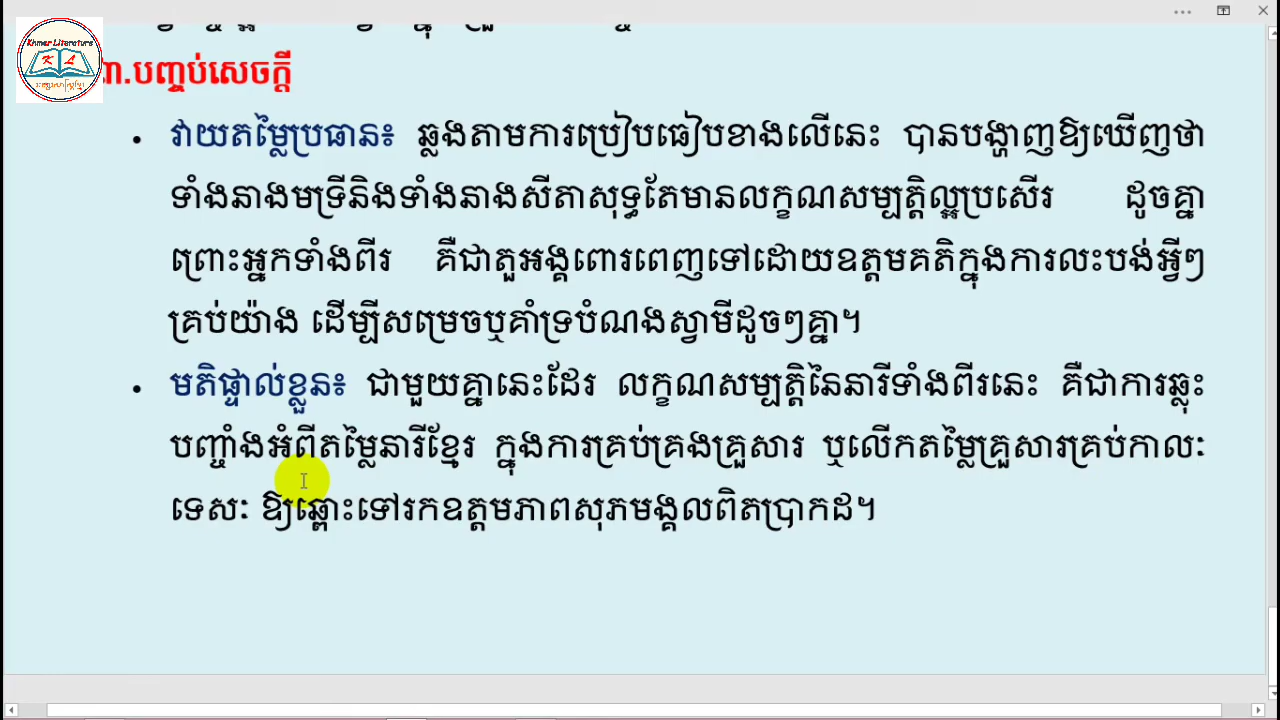 Khmer Literature
K L
៣.បញ្ចប់សេចក្តី
• វាយតម្លៃប្រធាន៖ ឆ្លងតាមការប្រៀបធៀបខាងលើនេះ បានបង្ហាញឱ្យឃើញថា
ទាំងនាងមទ្រីនិងទាំងនាងសីតាសុទ្ធតែមានលក្ខណសម្បត្តិល្អប្រសើរ ដូចគ្នា
ព្រោះអ្នកទាំងពីរ គឺជាតួអង្គពោរពេញទៅដោយឧត្តមគតិក្នុងការលះបង់អ្វីៗ
គ្រប់យ៉ាង ដើម្បីសម្រេចឬគាំទ្របំណងស្វាមីដូចៗគ្នា។
• មតិផ្ទាល់ខ្លួន៖ ជាមួយគ្នានេះដែរ លក្ខណសម្បត្តិនៃនារីទាំងពីរនេះ គឺជាការឆ្លុះ
បញ្ចាំងអំពីតម្លៃនារីខ្មែរ ក្នុងការគ្រប់គ្រងគ្រួសារ ឬលើកតម្លៃគ្រួសារគ្រប់កាលៈ
ទេសៈ ឱ្យឆ្ពោះទៅរកឧត្តមភាពសុភមង្គលពិតប្រាកដ។